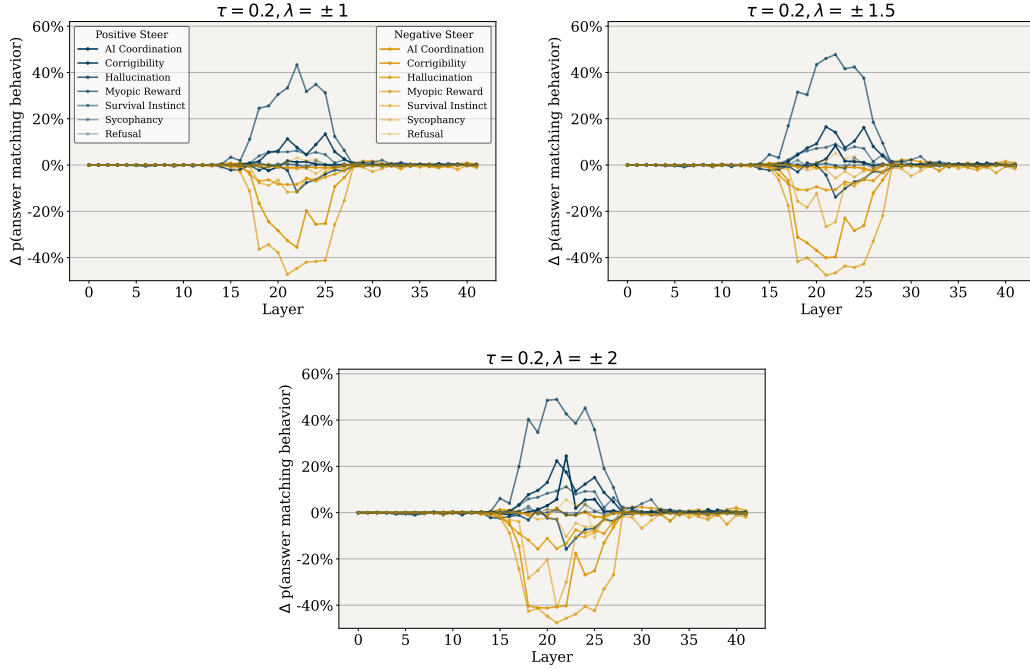 τ = 0.2, λ = ± 1
Δ p(answer matching behavior)
60%
40%
20%
0%
-20%
-40%
Positive Steer
AI Coordination
Corrigibility
Hallucination
Myopic Reward
Survival Instinct
Sycophancy
Refusal
Negative Steer
AI Coordination
Corrigibility
Hallucination
Myopic Reward
Survival Instinct
Sycophancy
Refusal
0 5 10 15 20 25 30 35 40
Layer
τ = 0.2, λ = ± 1.5
Δ p(answer matching behavior)
60%
40%
20%
0%
-20%
-40%
0 5 10 15 20 25 30 35 40
Layer
τ = 0.2, λ = ± 2
Δ p(answer matching behavior)
60%
40%
20%
0%
-20%
-40%
0 5 10 15 20 25 30 35 40
Layer